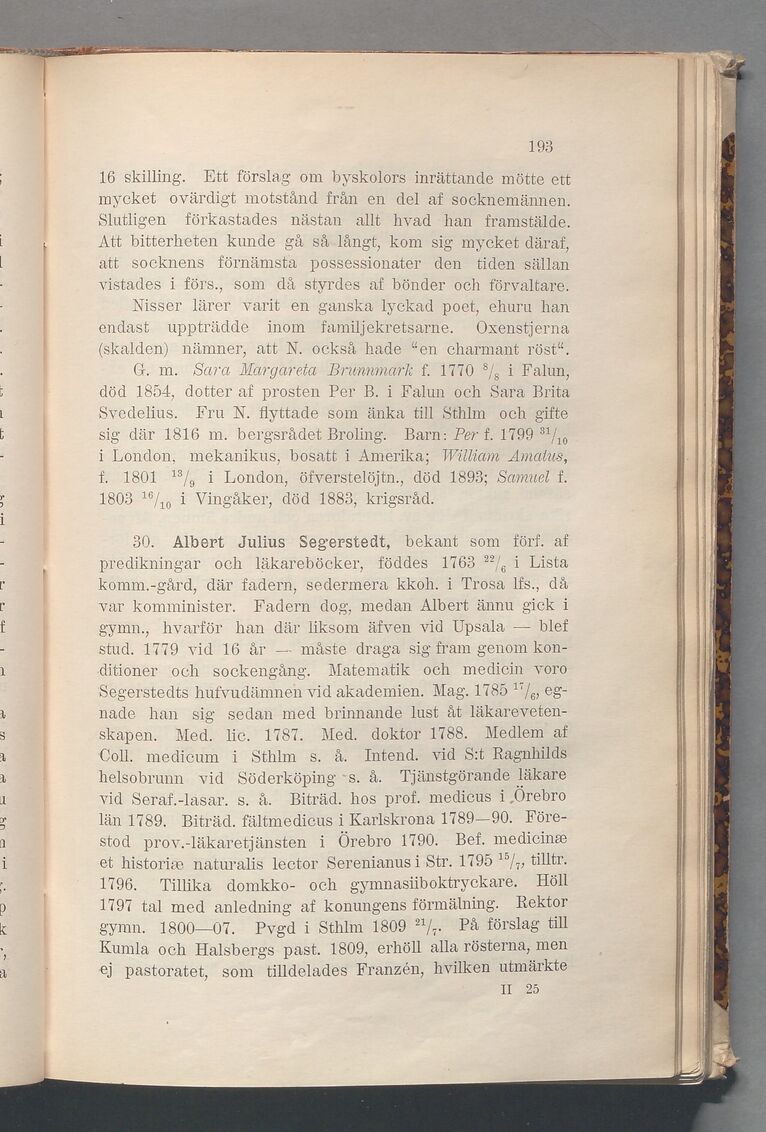 193
16 skilling. Ett förslag om byskolors inrättande mötte ett
mycket ovärdigt motstånd från en del af socknemännen.
Slutligen förkastades nästan allt hvad han framstälde.
Att bitterheten kunde gå så långt, kom sig mycket däraf,
att socknens förnämsta possessionater den tiden sällan
vistades i förs., som då styrdes af bönder och förvaltare.
Nisser lärer varit en ganska lyckad poet, ehuru han
endast uppträdde inom familjekretsarne. Oxenstjerna
(skalden) nämner, att N. också hade “en charmant röst“.
G. m. Sara Margareta Brunnmark f. 1770 ⁸/₈ i Falun,
död 1854, dotter af prosten Per B. i Falun och Sara Brita
Svedelius. Fru N. flyttade som änka till Sthlm och gifte
sig där 1816 m. bergsrådet Broling. Barn: Per f. 1799 ³¹/₁₀
i London, mekanikus, bosatt i Amerika; William Amatus,
f. 1801 ¹³/₉ i London, öfverstelöjtn., död 1893; Samuel f.
1803 ¹⁶/₁₀ i Vingåker, död 1883, krigsråd.
30. Albert Julius Segerstedt, bekant som förf. af
predikningar och läkareböcker, föddes 1763 ²²/₆ i Lista
komm.-gård, där fadern, sedermera kkoh. i Trosa lfs., då
var komminister. Fadern dog, medan Albert ännu gick i
gymn., hvarför han där liksom äfven vid Upsala — blef
stud. 1779 vid 16 år — måste draga sig fram genom kon-
ditioner och sockengång. Matematik och medicin voro
Segerstedts hufvudämnen vid akademien. Mag. 1785 ¹⁷/₆, eg-
nade han sig sedan med brinnande lust åt läkareveten-
skapen. Med. lic. 1787. Med. doktor 1788. Medlem af
Coll. medicum i Sthlm s. å. Intend. vid S:t Ragnhilds
helsobrunn vid Söderköping s. å. Tjänstgörande läkare
vid Seraf.-lasar. s. å. Biträd. hos prof. medicus i Örebro
län 1789. Biträd. fältmedicus i Karlskrona 1789—90. Före-
stod prov.-läkaretjänsten i Örebro 1790. Bef. medicinæ
et historiæ naturalis lector Serenianus i Str. 1795 ¹⁵/₇, tilltr.
1796. Tillika domkko- och gymnasiiboktryckare. Höll
1797 tal med anledning af konungens förmälning. Rektor
gymn. 1800—07. Pvgd i Sthlm 1809 ²¹/₇. På förslag till
Kumla och Halsbergs past. 1809, erhöll alla rösterna, men
ej pastoratet, som tilldelades Franzén, hvilken utmärkte
II 25